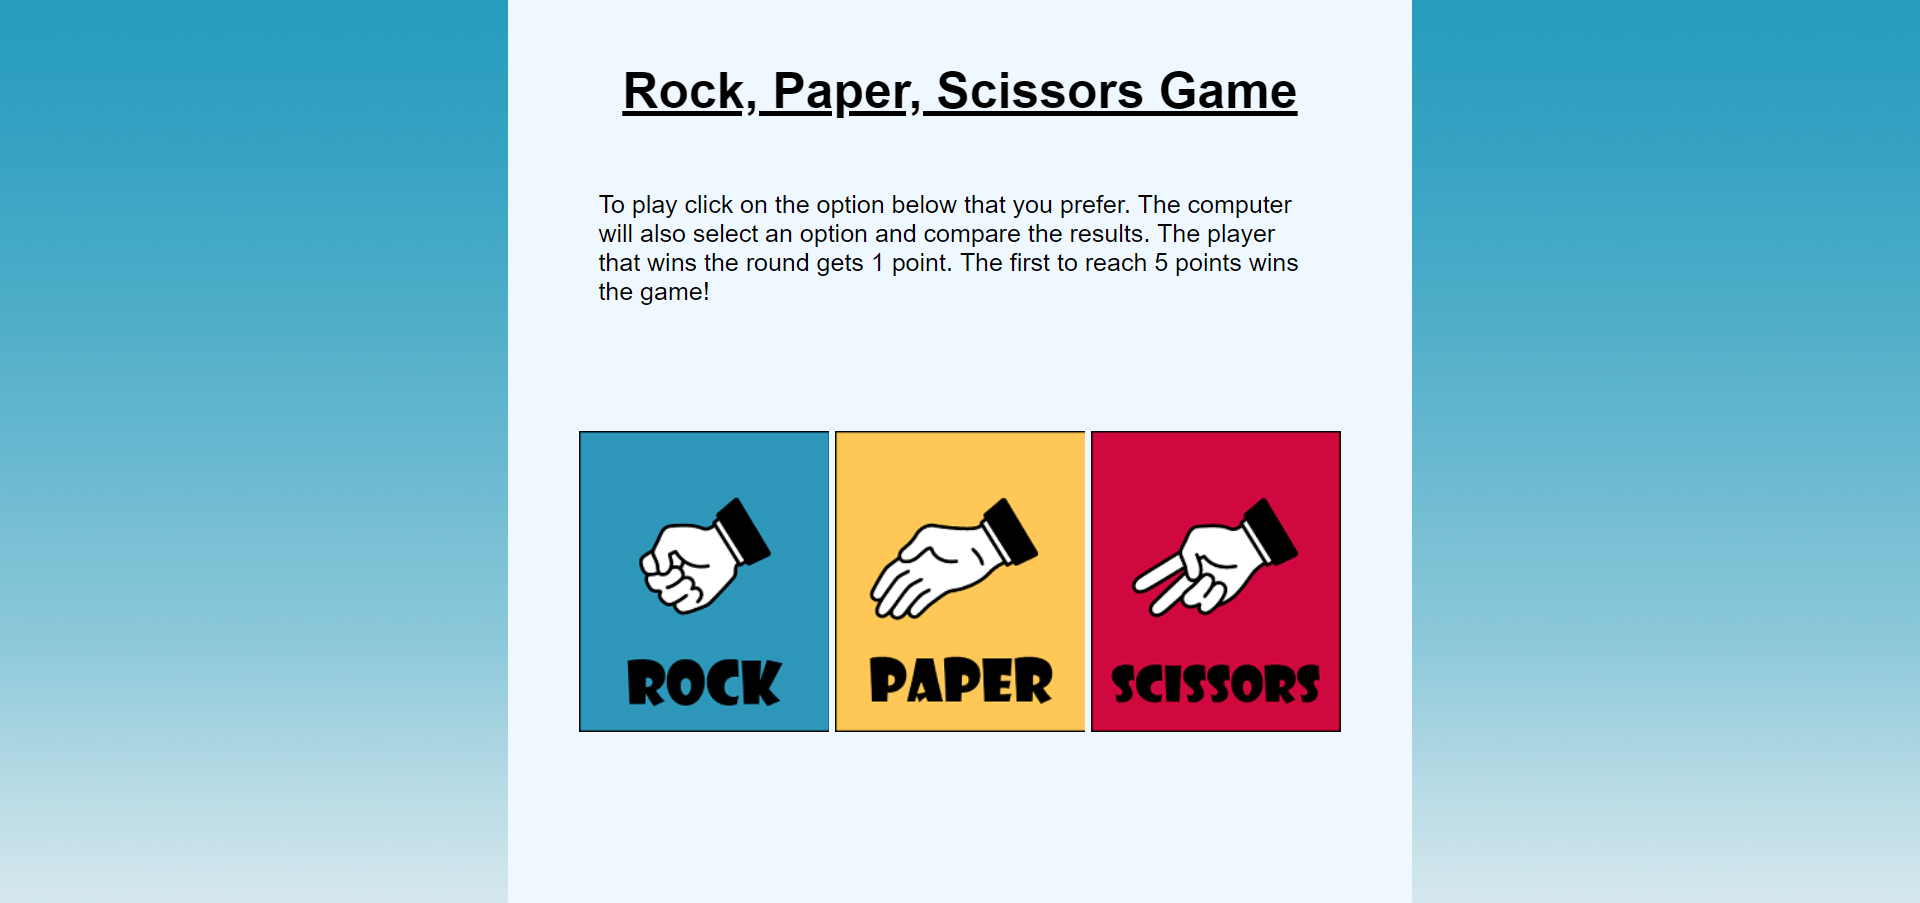 Rock, Paper, Scissors Game
To play click on the option below that you prefer. The computer
will also select an option and compare the results. The player
that wins the round gets 1 point. The first to reach 5 points wins
the game!
ROCK
PAPER
SCISSORS